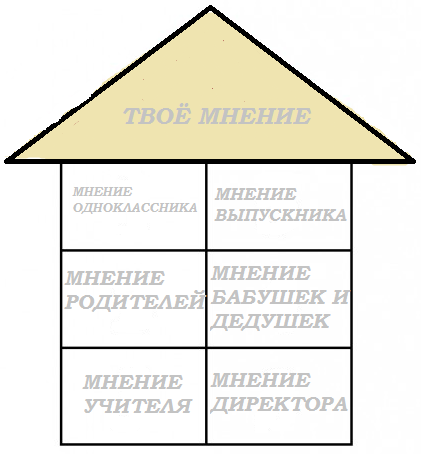 ТВОЁ МНЕНИЕ
МНЕНИЕ
ОДНОКЛАССНИКА
МНЕНИЕ
ВЫПУСКНИКА
МНЕНИЕ
РОДИТЕЛЕЙ
МНЕНИЕ
БАБУШЕК И
ДЕДУШЕК
МНЕНИЕ
УЧИТЕЛЯ
МНЕНИЕ
ДИРЕКТОРА